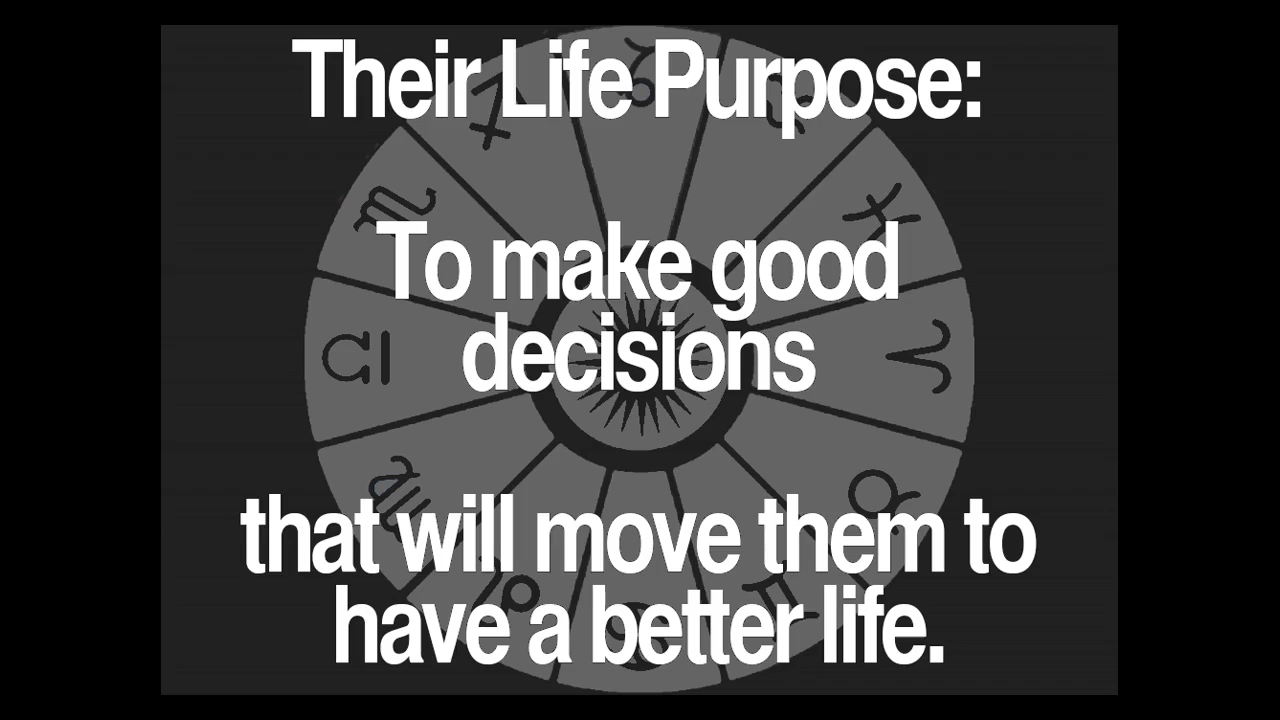 Their Life Purpose:
To make good
decisions
that will move them to
have a better life.